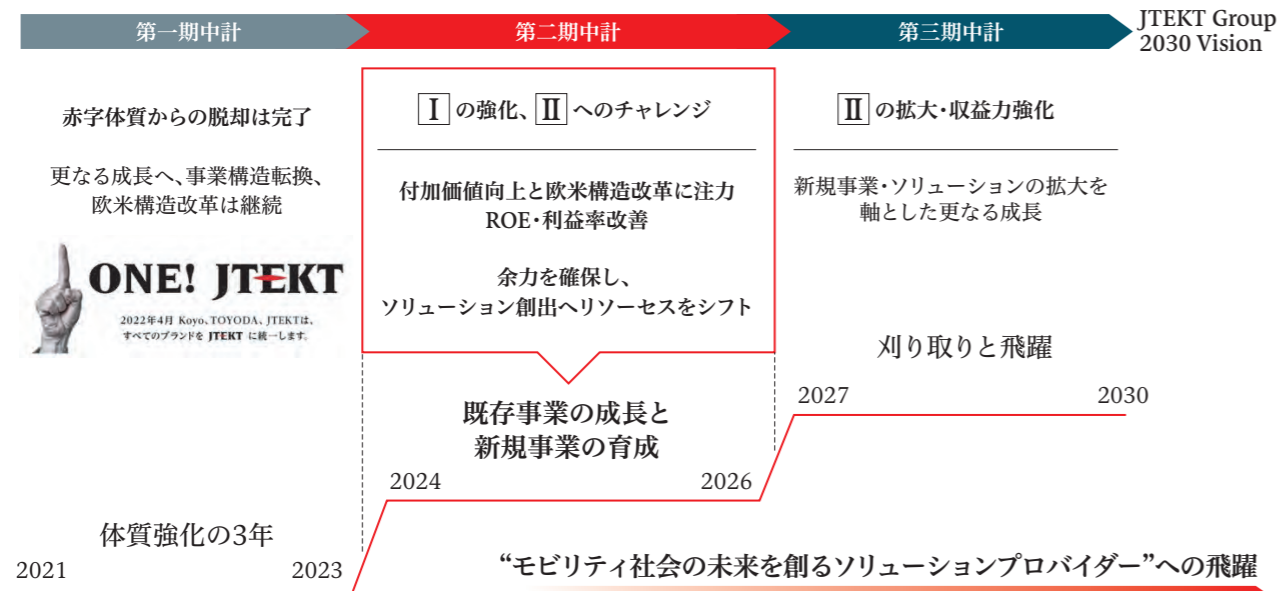 第一期中計
第二期中計
第三期中計
JTEKT Group
2030 Vision
赤字体質からの脱却は完了
更なる成長へ、事業構造転換、
欧米構造改革は継続
ONE! JTEKT
2022年4月 Koyo、TOYODA、JTEKTは、
すべてのブランドを JTEKT に統一します。
体質強化の3年
2021
2023
Ⅰ の強化、Ⅱ へのチャレンジ
付加価値向上と欧米構造改革に注力
ROE・利益率改善
余力を確保し、
ソリューション創出へリソーセスをシフト
既存事業の成長と
新規事業の育成
2024
2026
Ⅱ の拡大・収益力強化
新規事業・ソリューションの拡大を
軸とした更なる成長
刈り取りと飛躍
2027
2030
“モビリティ社会の未来を創るソリューションプロバイダー”への飛躍